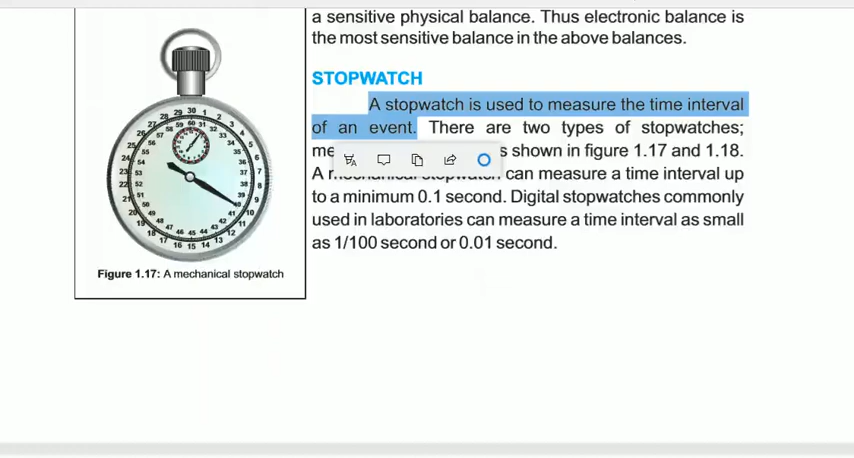 a sensitive physical balance. Thus electronic balance is
the most sensitive balance in the above balances.
STOPWATCH
A stopwatch is used to measure the time interval
of an event. There are two types of stopwatches;
s shown in figure 1.17 and 1.18.
can measure a time interval up
to a minimum 0.1 second. Digital stopwatches commonly
used in laboratories can measure a time interval as small
as 1/100 second or 0.01 second.
Figure 1.17: A mechanical stopwatch